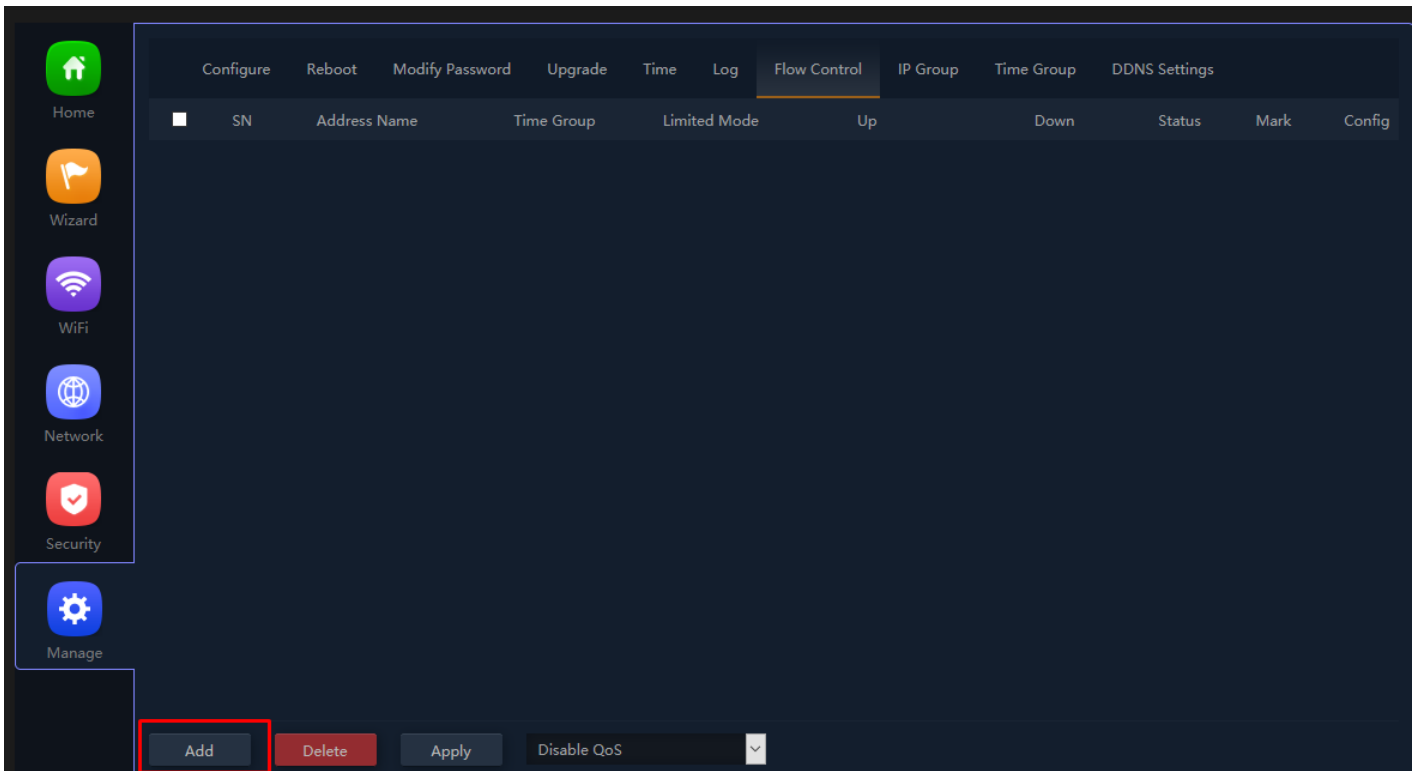 Configure Reboot Modify Password Upgrade Time Log Flow Control IP Group Time Group DDNS Settings
SN Address Name Time Group Limited Mode Up Down Status Mark Config
Home
Wizard
WiFi
Network
Security
Manage
Add Delete Apply Disable QoS